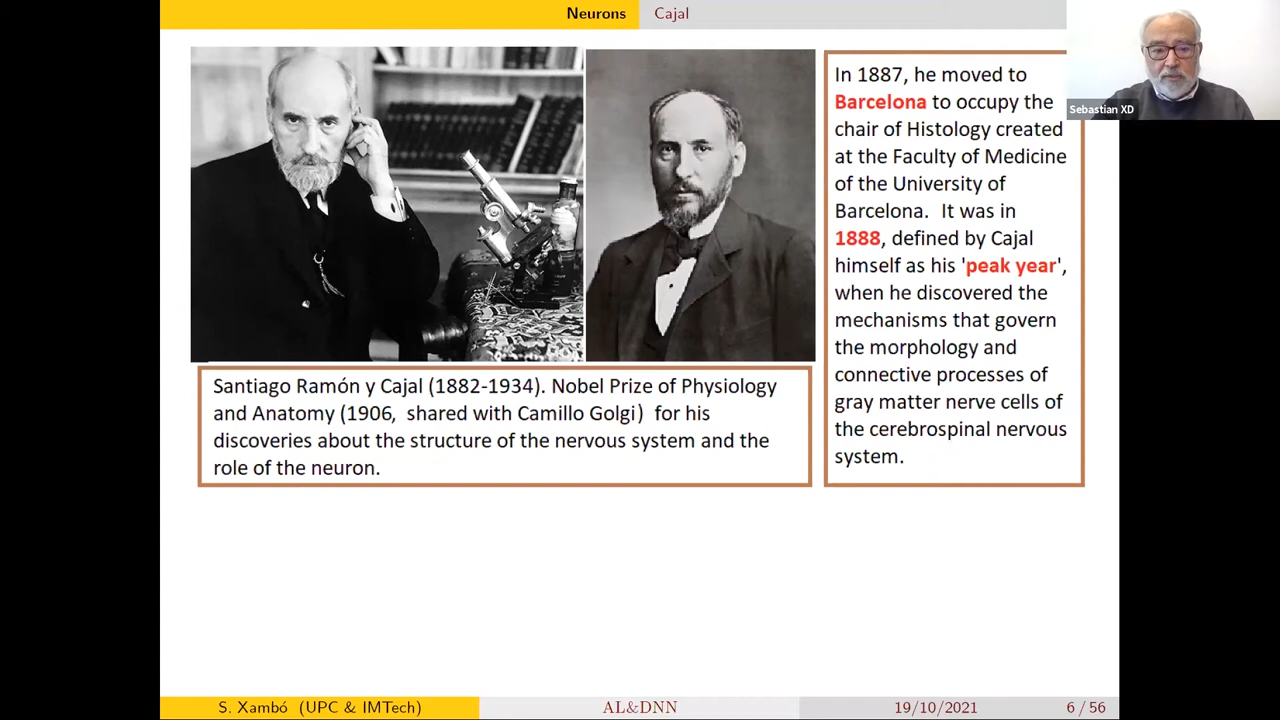 Neurons Cajal
Sebastian XD
In 1887, he moved to
Barcelona to occupy the
chair of Histology created
at the Faculty of Medicine
of the University of
Barcelona. It was in
1888, defined by Cajal
himself as his 'peak year',
when he discovered the
mechanisms that govern
the morphology and
connective processes of
gray matter nerve cells of
the cerebrospinal nervous
system.
Santiago Ramón y Cajal (1882-1934). Nobel Prize of Physiology
and Anatomy (1906, shared with Camillo Golgi) for his
discoveries about the structure of the nervous system and the
role of the neuron.
S. Xambó (UPC & IMTech) AL&DNN 19/10/2021 6 / 56